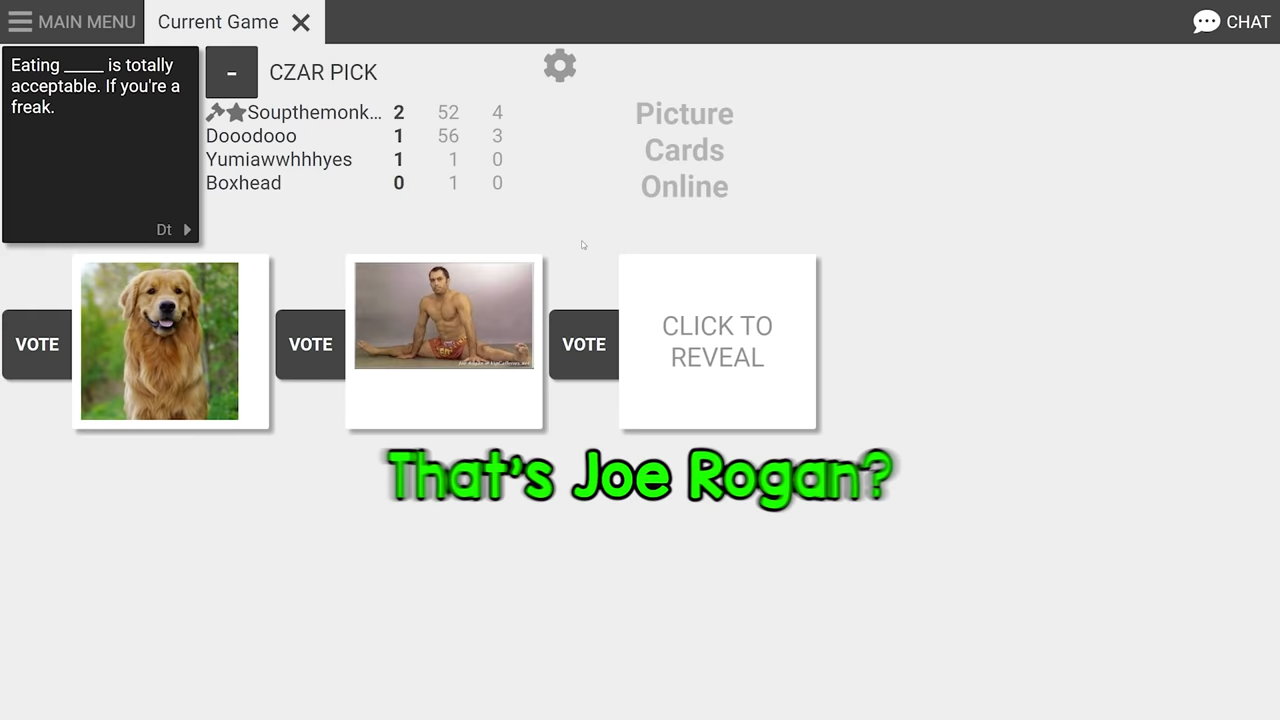 MAIN MENU
Current Game
CHAT
Eating _____ is totally
acceptable. If you're a
freak.
Dt
-
CZAR PICK
Soupthemonk... 2 52 4
Dooodooo 1 56 3
Yumiawwhhhyes 1 1 0
Boxhead 0 1 0
Picture
Cards
Online
VOTE
VOTE
VOTE
CLICK TO
REVEAL
That's Joe Rogan?